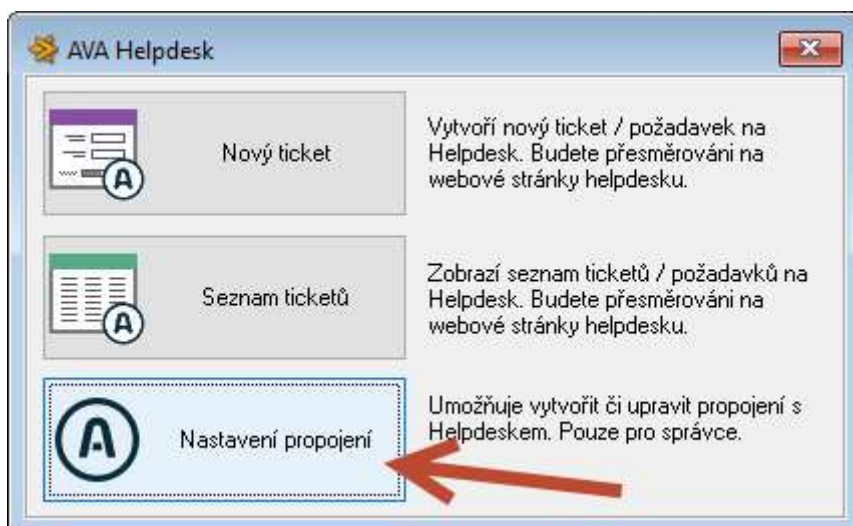 AVA Helpdesk
Nový ticket
Vytvoří nový ticket / požadavek na
Helpdesk. Budete přesměrováni na
webové stránky helpdesku.
Seznam ticketů
Zobrazí seznam ticketů / požadavků na
Helpdesk. Budete přesměrováni na
webové stránky helpdesku.
Nastavení propojení
Umožňuje vytvořit či upravit propojení s
Helpdeskem. Pouze pro správce.